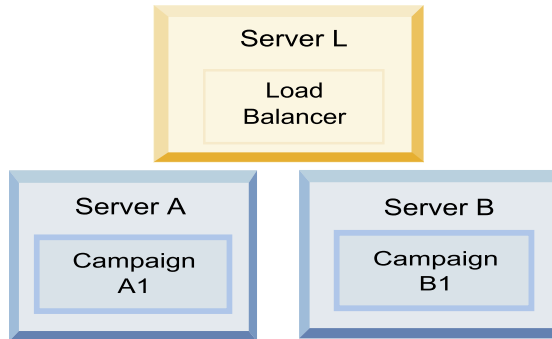 Server L
Load
Balancer
Server A
Campaign
A1
Server B
Campaign
B1